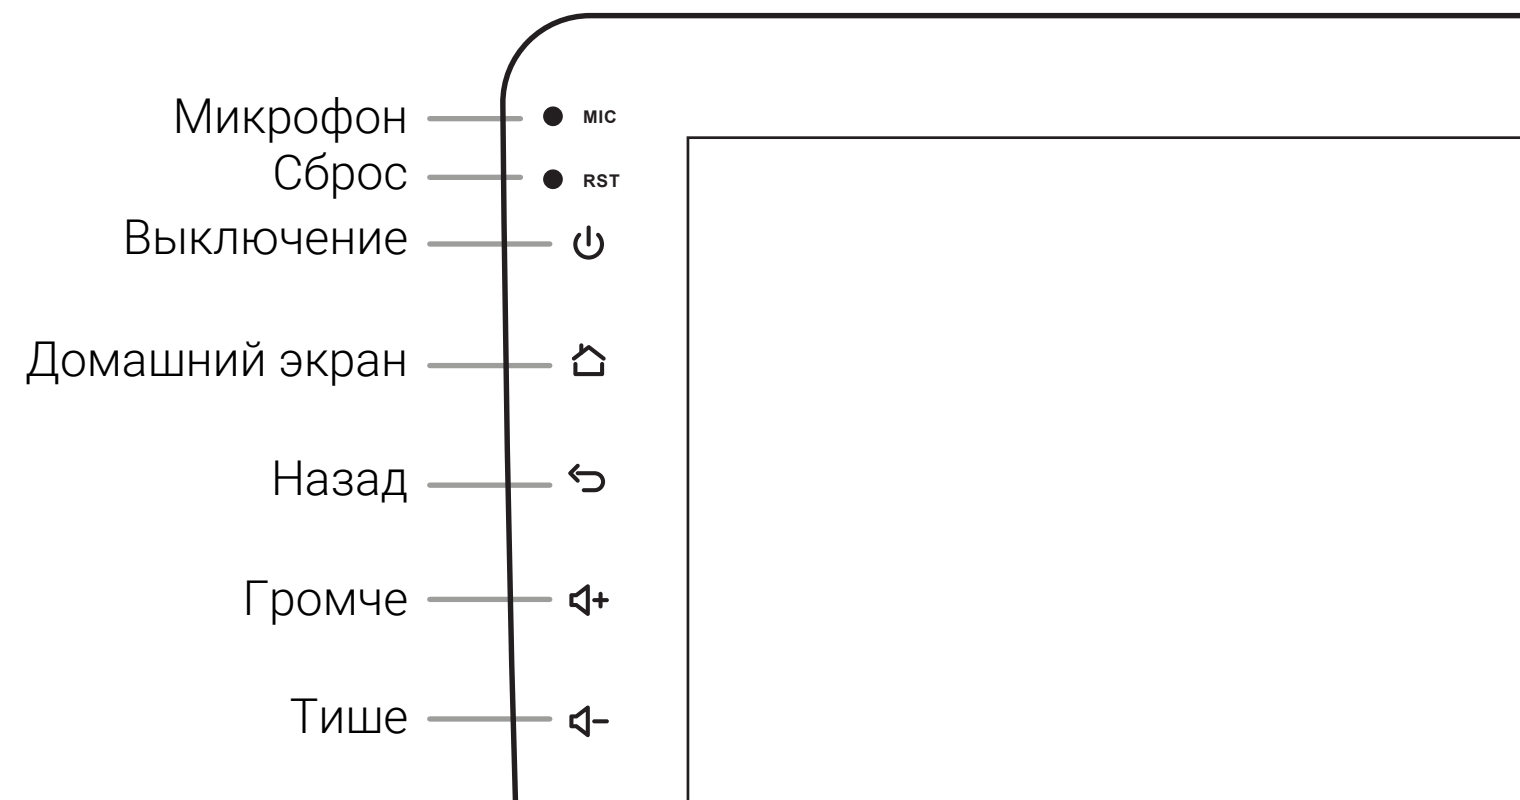 Микрофон
MIC
Сброс
RST
Выключение
Домашний экран
Назад
Громче
Тише